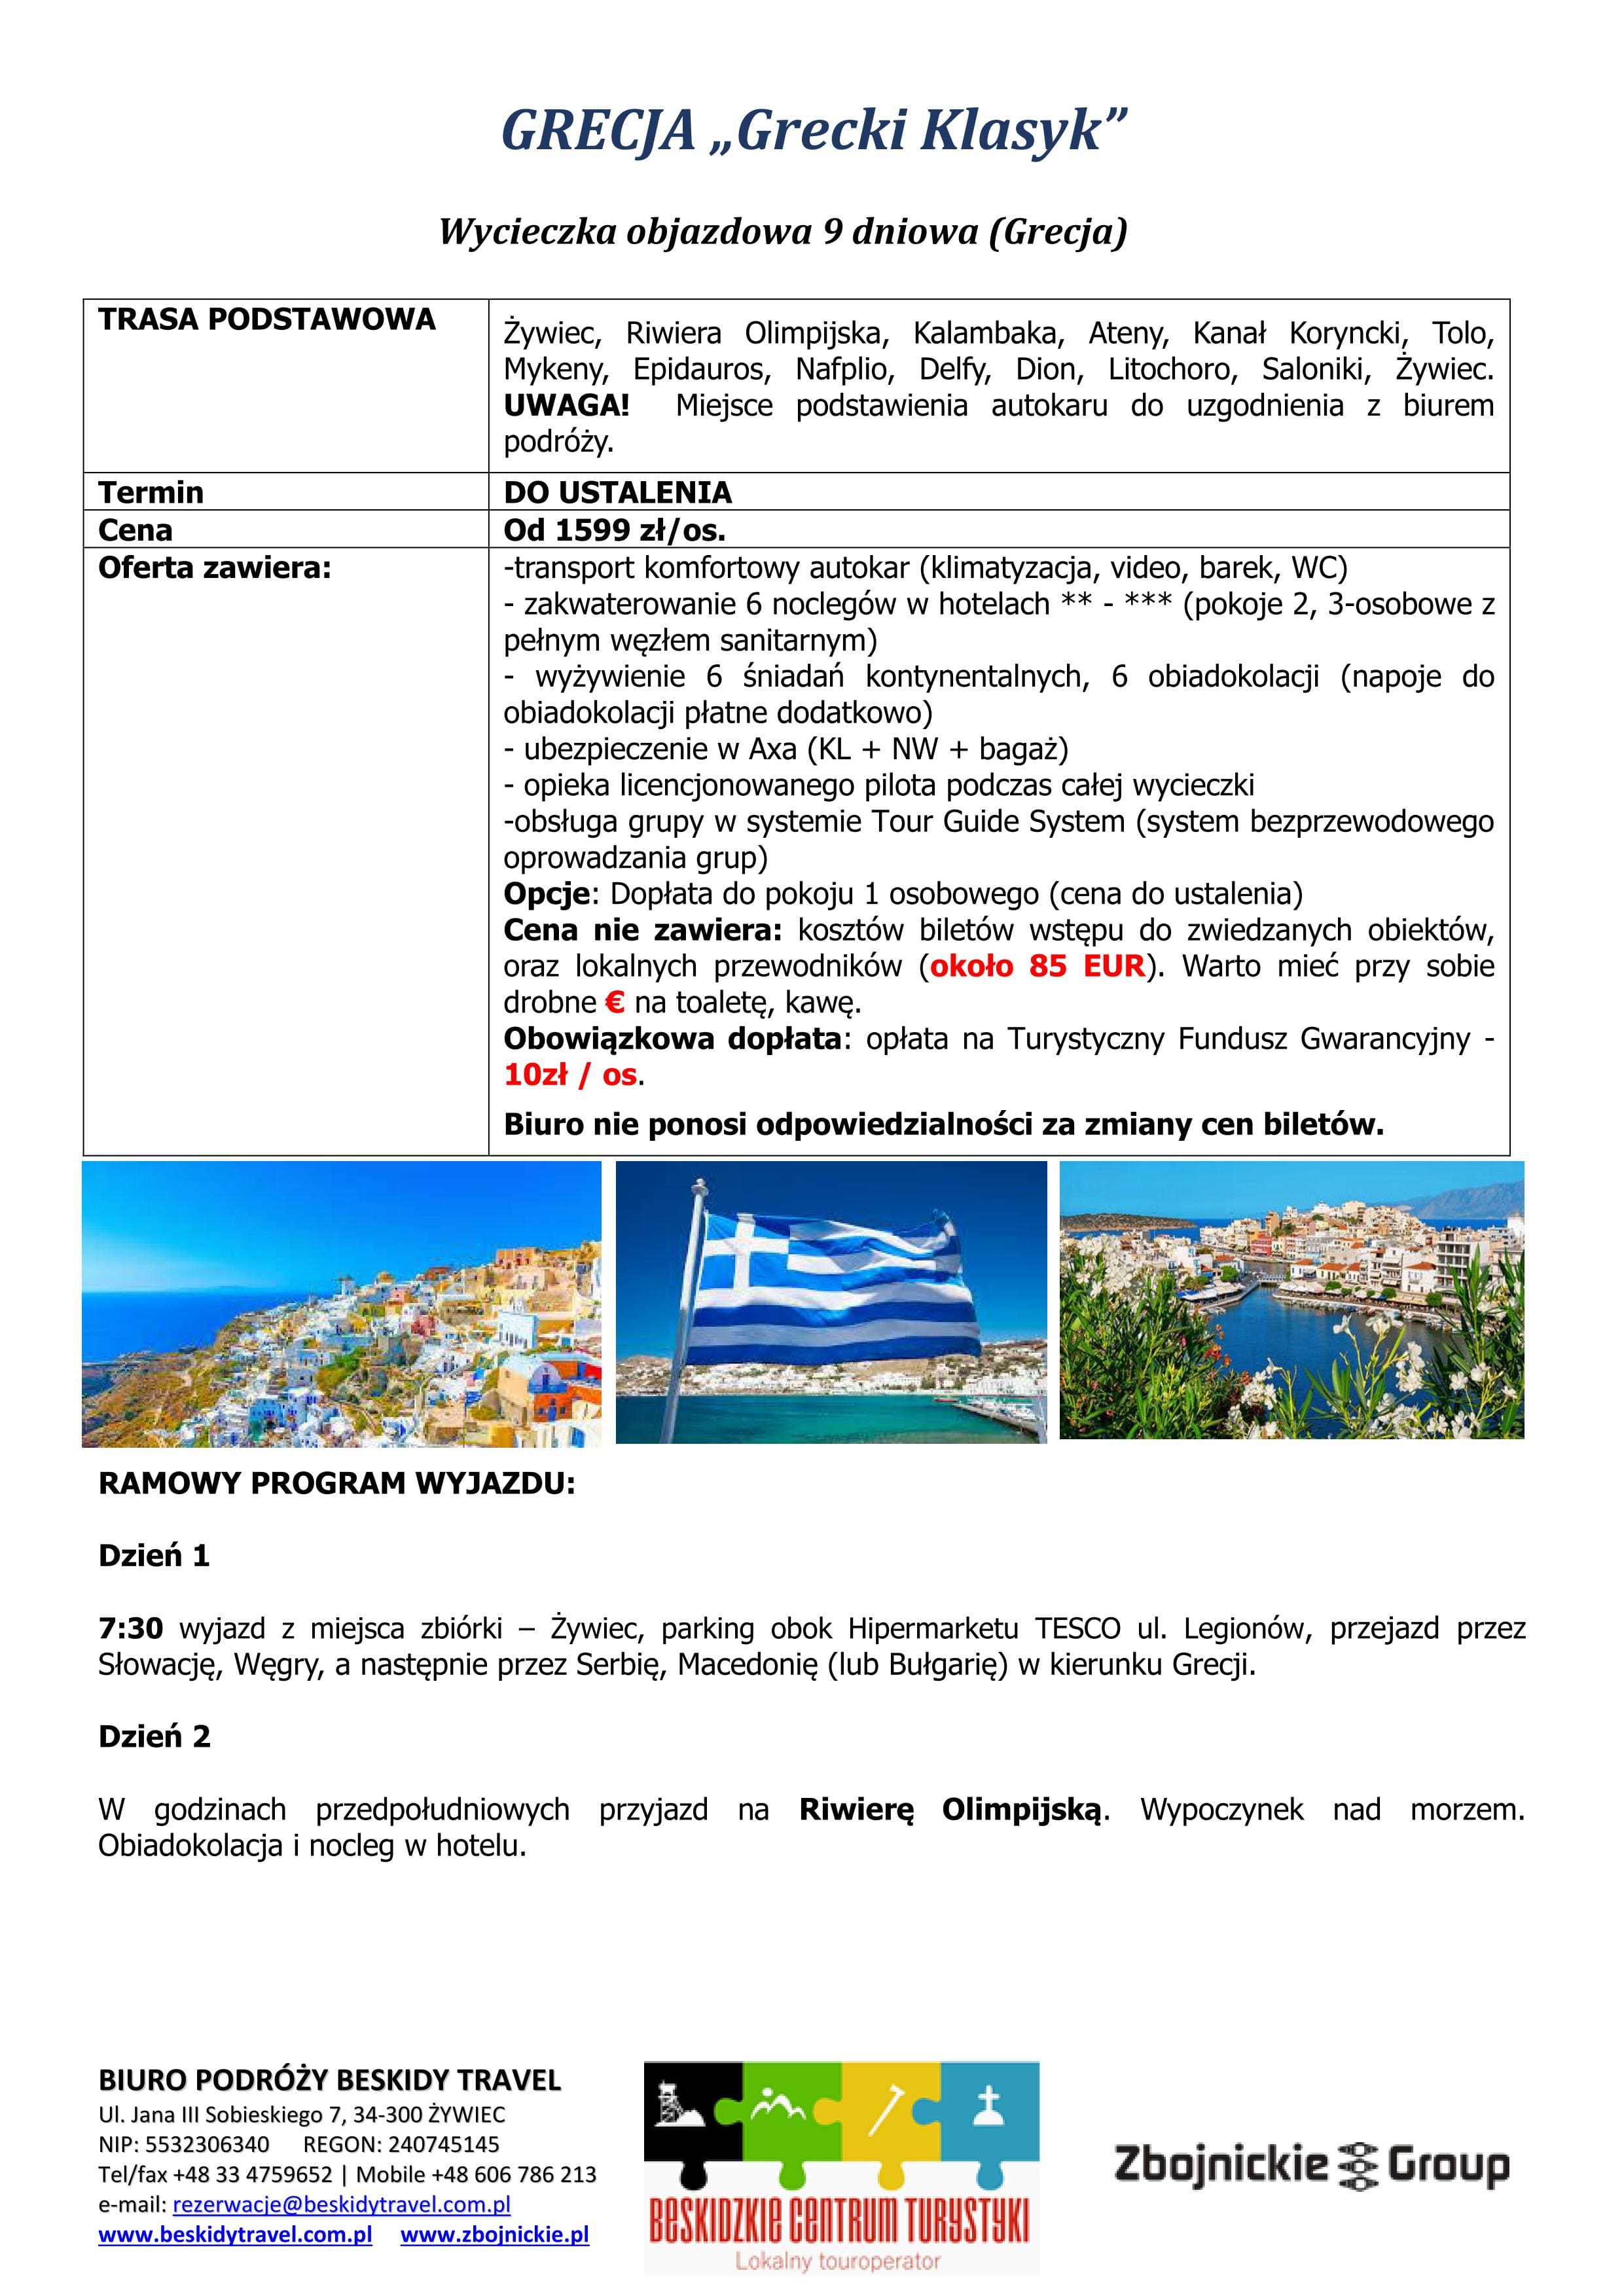 GRECJA „Grecki Klasyk”
Wycieczka objazdowa 9 dniowa (Grecja)
TRASA PODSTAWOWA
Żywiec, Riwiera Olimpijska, Kalambaka, Ateny, Kanał Koryncki, Tolo,
Mykeny, Epidauros, Nafplio, Delfy, Dion, Litochoro, Saloniki, Żywiec.
UWAGA! Miejsce podstawienia autokaru do uzgodnienia z biurem
podróży.
Termin
DO USTALENIA
Cena
Od 1599 zł/os.
Oferta zawiera:
-transport komfortowy autokar (klimatyzacja, video, barek, WC)
- zakwaterowanie 6 noclegów w hotelach ** - *** (pokoje 2, 3-osobowe z
pełnym węzłem sanitarnym)
- wyżywienie 6 śniadań kontynentalnych, 6 obiadokolacji (napoje do
obiadokolacji płatne dodatkowo)
- ubezpieczenie w Axa (KL + NW + bagaż)
- opieka licencjonowanego pilota podczas całej wycieczki
-obsługa grupy w systemie Tour Guide System (system bezprzewodowego
oprowadzania grup)
Opcje: Dopłata do pokoju 1 osobowego (cena do ustalenia)
Cena nie zawiera: kosztów biletów wstępu do zwiedzanych obiektów,
oraz lokalnych przewodników (około 85 EUR). Warto mieć przy sobie
drobne € na toaletę, kawę.
Obowiązkowa dopłata: opłata na Turystyczny Fundusz Gwarancyjny -
10zł / os.
Biuro nie ponosi odpowiedzialności za zmiany cen biletów.
RAMOWY PROGRAM WYJAZDU:
Dzień 1
7:30 wyjazd z miejsca zbiórki – Żywiec, parking obok Hipermarketu TESCO ul. Legionów, przejazd przez
Słowację, Węgry, a następnie przez Serbię, Macedonię (lub Bułgarię) w kierunku Grecji.
Dzień 2
W godzinach przedpołudniowych przyjazd na Riwierę Olimpijską. Wypoczynek nad morzem.
Obiadokolacja i nocleg w hotelu.
BIURO PODRÓŻY BESKIDY TRAVEL
Ul. Jana III Sobieskiego 7, 34-300 ŻYWIEC
NIP: 5532306340 REGON: 240745145
Tel/fax +48 33 4759652 | Mobile +48 606 786 213
e-mail: rezerwacje@beskidytravel.com.pl
www.beskidytravel.com.pl www.zbojnickie.pl
BESKIDZKIE CENTRUM TURYSTYKI
Lokalny touroperator
Zbojnickie Group